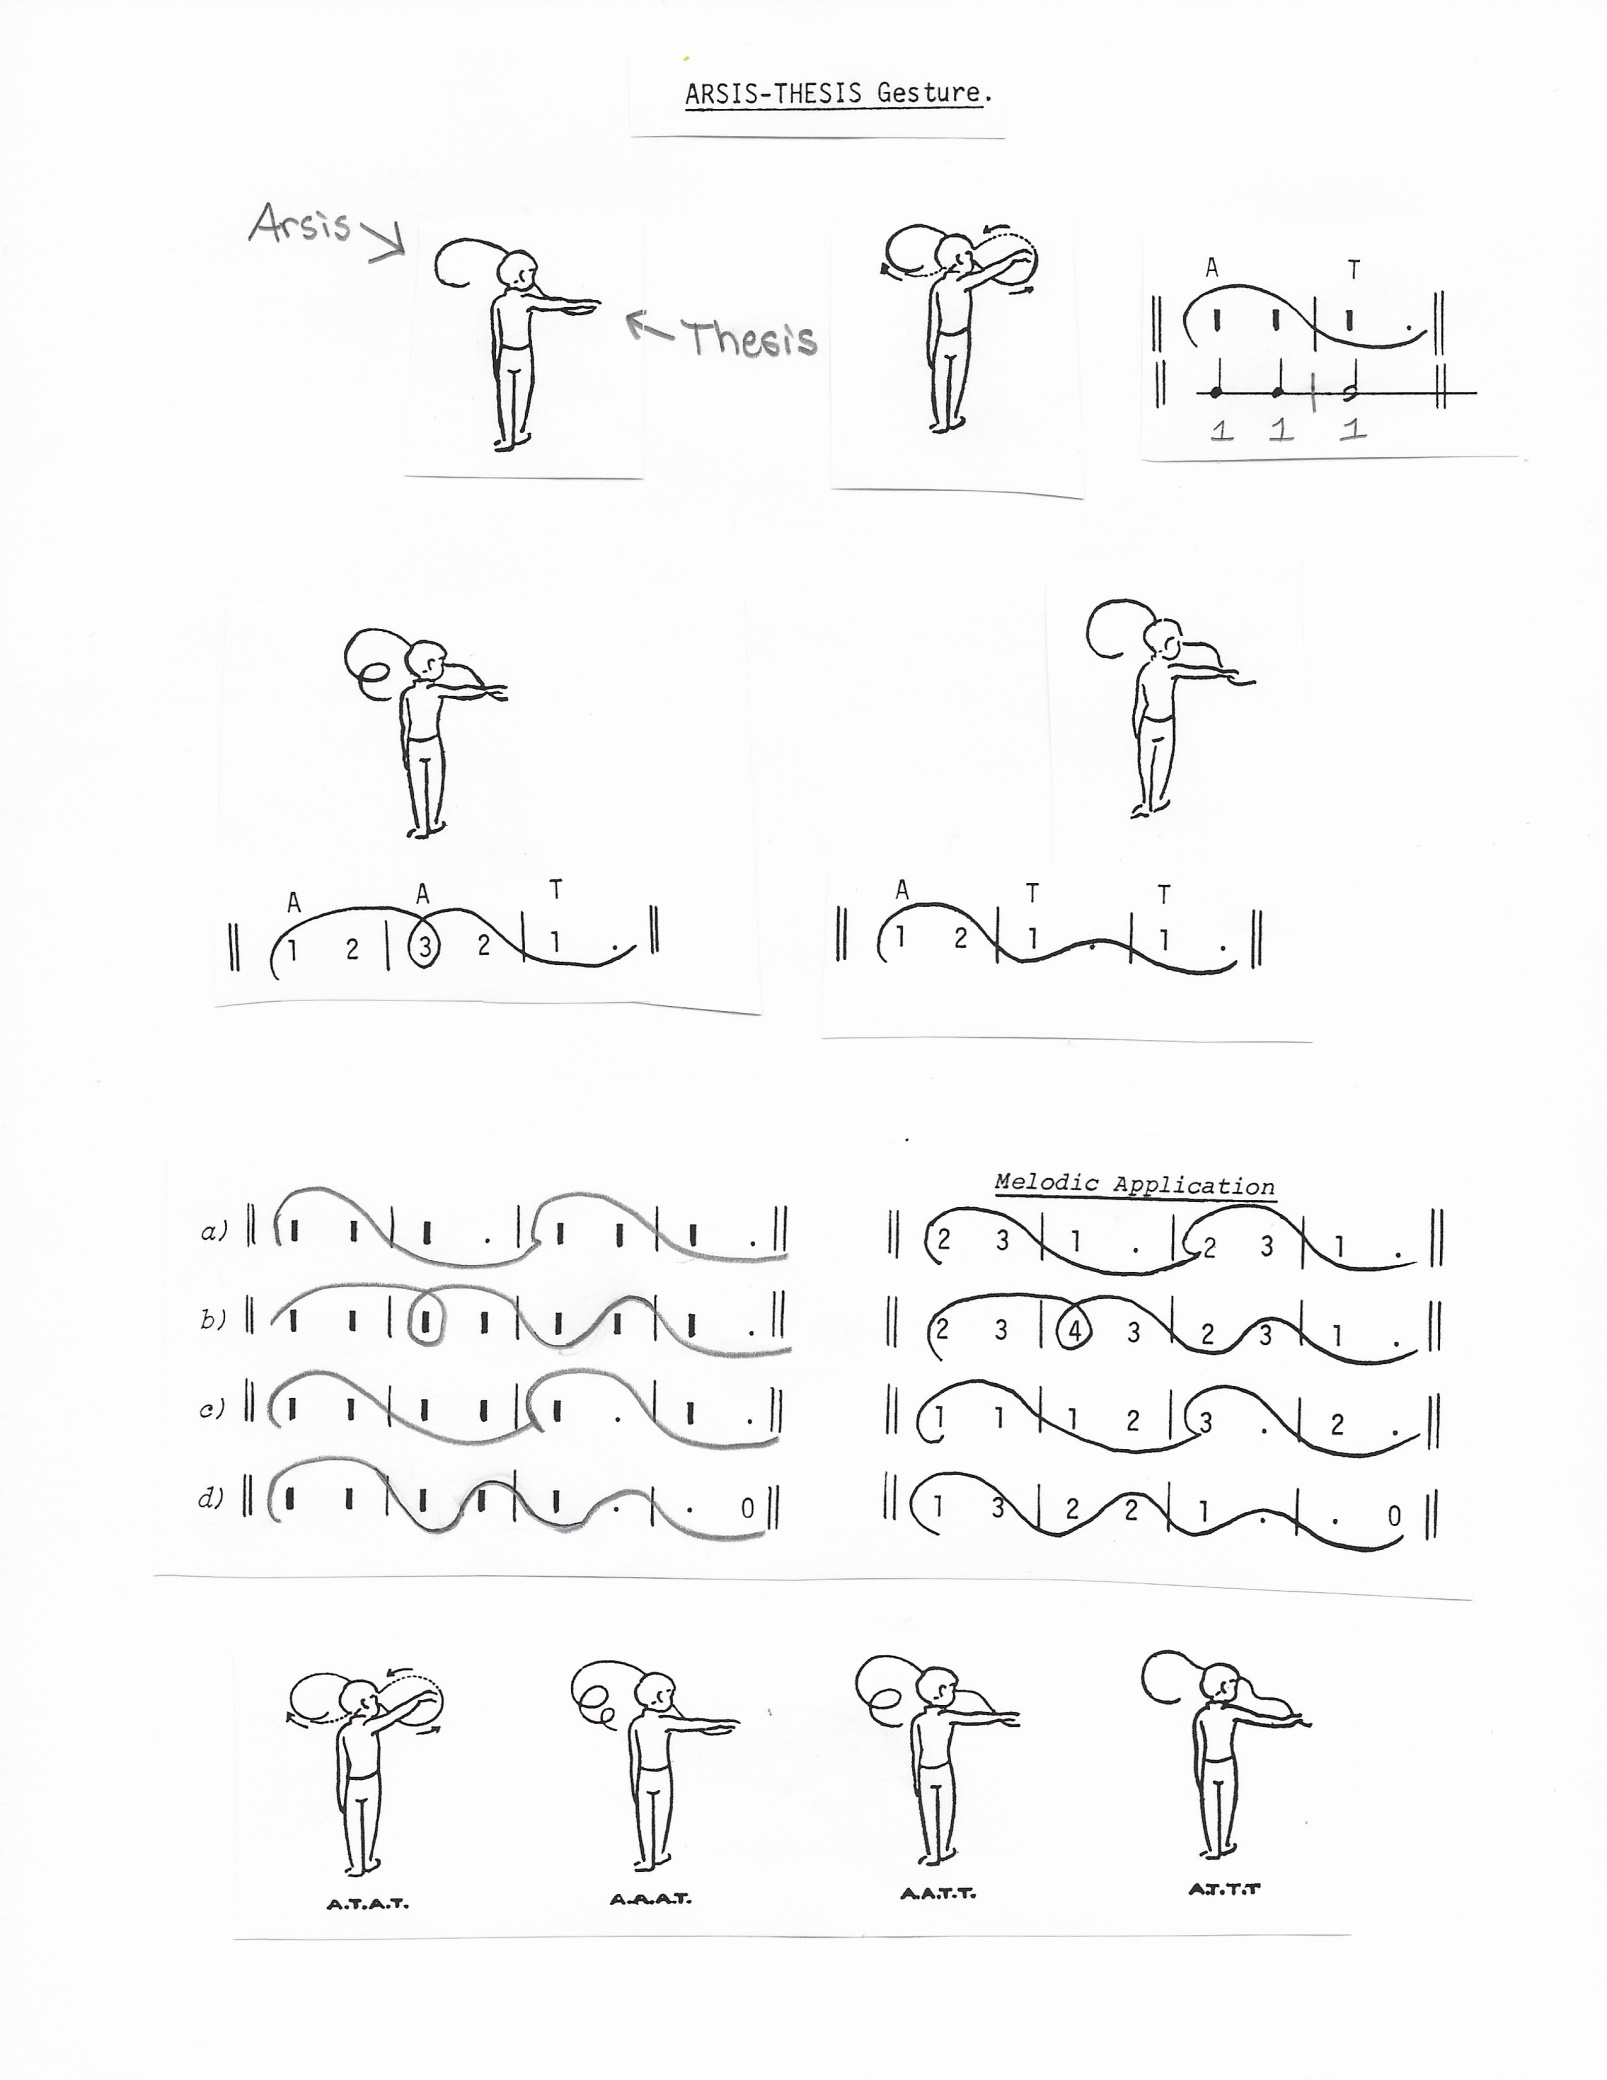 ARSIS-THESIS Gesture.
Arsis
Thesis
A T
1 1 1
A A T
1 2 3 2 1 .
A T T
1 2 1 . 1 .
Melodic Application
a)
2 3 1 . 2 3 1 .
b)
2 3 4 3 2 3 1 .
c)
1 1 1 2 3 . 2 .
d) 0
1 3 2 2 1 . . 0
A.T.A.T.
A.A.A.T.
A.A.T.T.
A.T.T.T